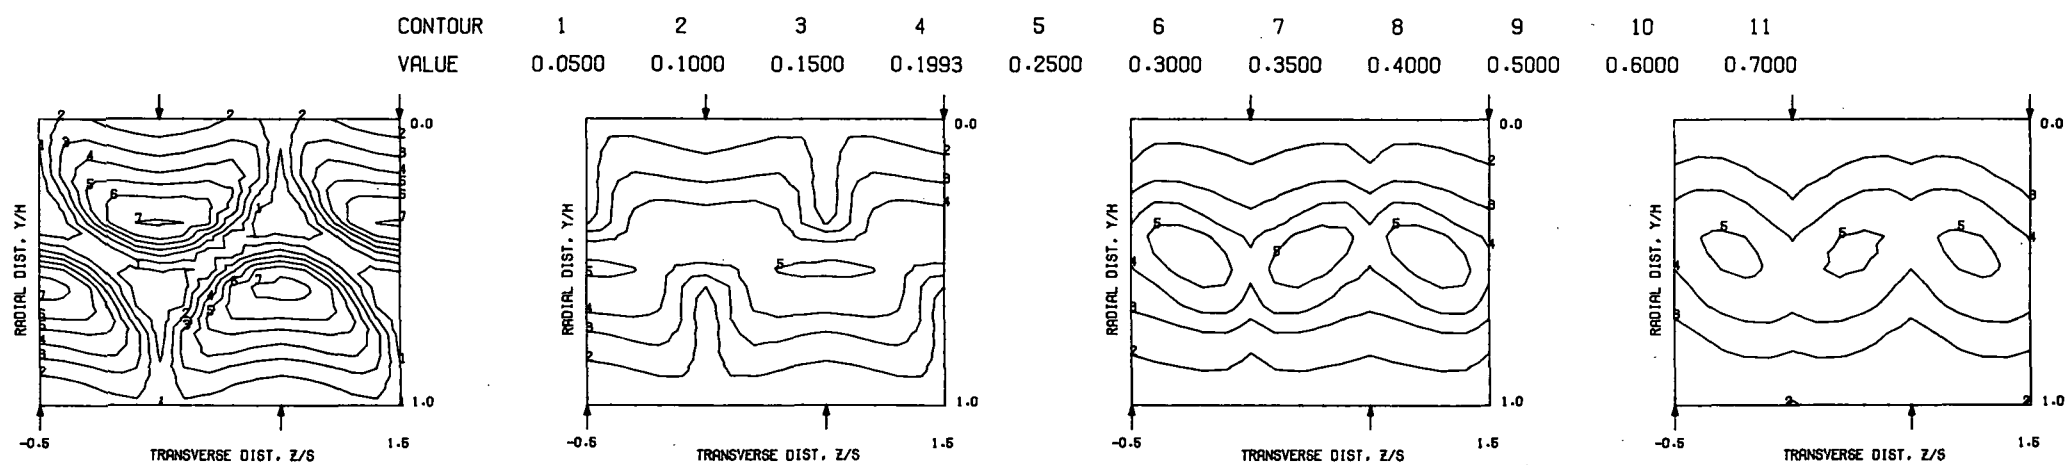 CONTOUR 1 2 3 4 5 6 7 8 9 10 11
VALUE 0.0500 0.1000 0.1500 0.1993 0.2500 0.3000 0.3500 0.4000 0.5000 0.6000 0.7000
0.0 0.0 0.0 0.0
RADIAL DIST, Y/H RADIAL DIST, Y/H RADIAL DIST, Y/H RADIAL DIST, Y/H
1.0 1.0 1.0 1.0
-0.5 1.5 -0.5 1.5 -0.5 1.5 -0.5 1.5
TRANSVERSE DIST, Z/S TRANSVERSE DIST, Z/S TRANSVERSE DIST, Z/S TRANSVERSE DIST, Z/S